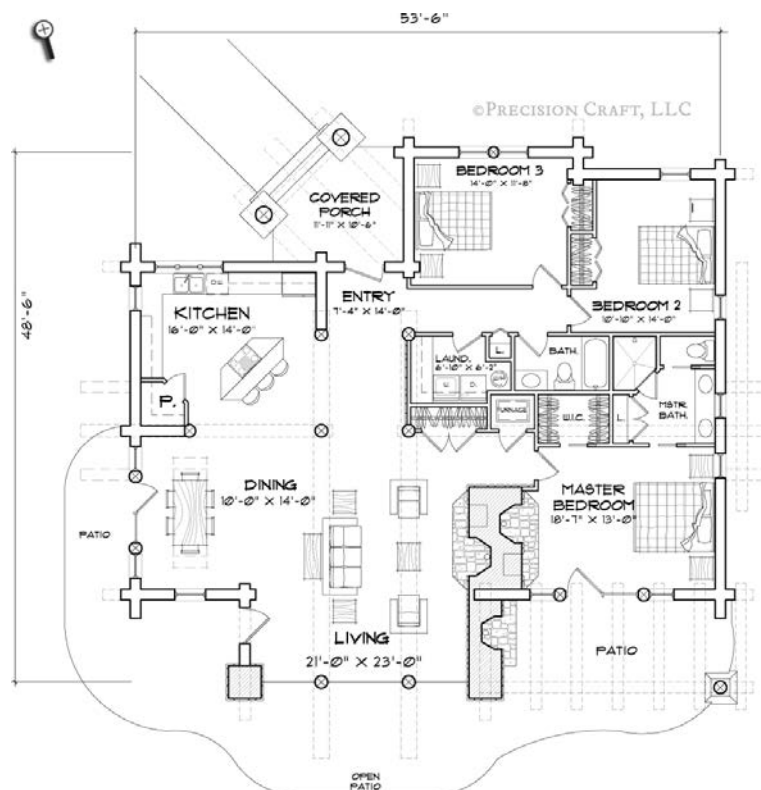 53'-6"
©PRECISION CRAFT, LLC
48'-6"
BEDROOM 3
14'-0" X 11'-8"
COVERED
PORCH
11'-11" X 10'-6"
ENTRY
7'-4" X 14'-0"
BEDROOM 2
10'-10" X 14'-0"
D.W.
KITCHEN
16'-0" X 14'-0"
LAUND.
6'-10" X 6'-2"
L.
BATH.
W.
D.
P.
FURNACE
W.I.C.
L.
MSTR.
BATH.
DINING
10'-0" X 14'-0"
MASTER
BEDROOM
18'-7" X 13'-0"
PATIO
LIVING
21'-0" X 23'-0"
PATIO
OPEN
PATIO